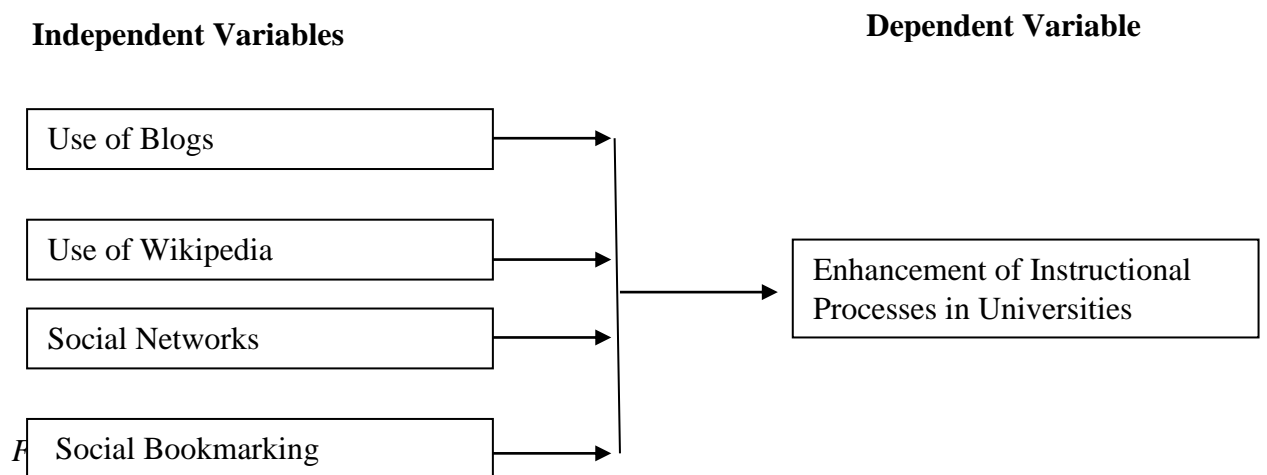 Independent Variables
Dependent Variable
Use of Blogs
Use of Wikipedia
Enhancement of Instructional
Processes in Universities
Social Networks
Social Bookmarking